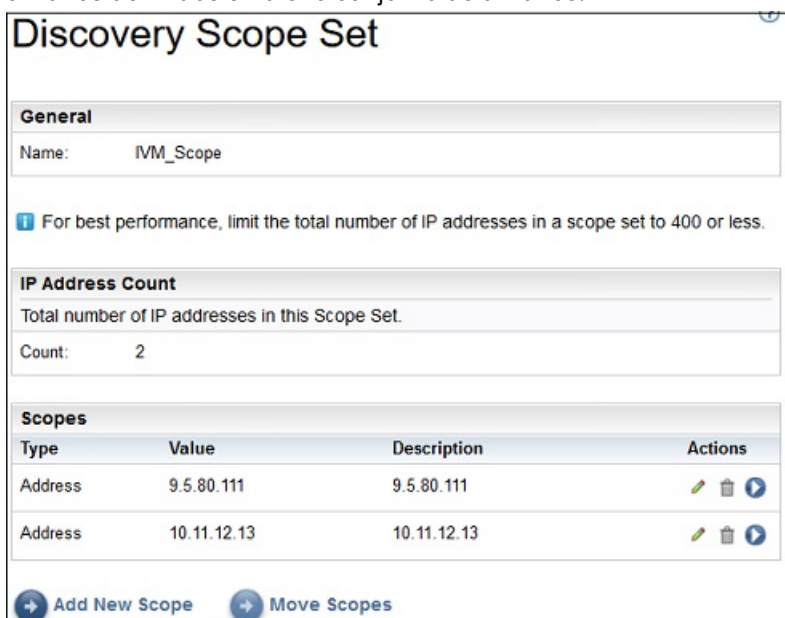 Discovery Scope Set
General
Name: IVM_Scope
For best performance, limit the total number of IP addresses in a scope set to 400 or less.
IP Address Count
Total number of IP addresses in this Scope Set.
Count: 2
Scopes
Type Value Description Actions
Address 9.5.80.111 9.5.80.111
Address 10.11.12.13 10.11.12.13
Add New Scope Move Scopes